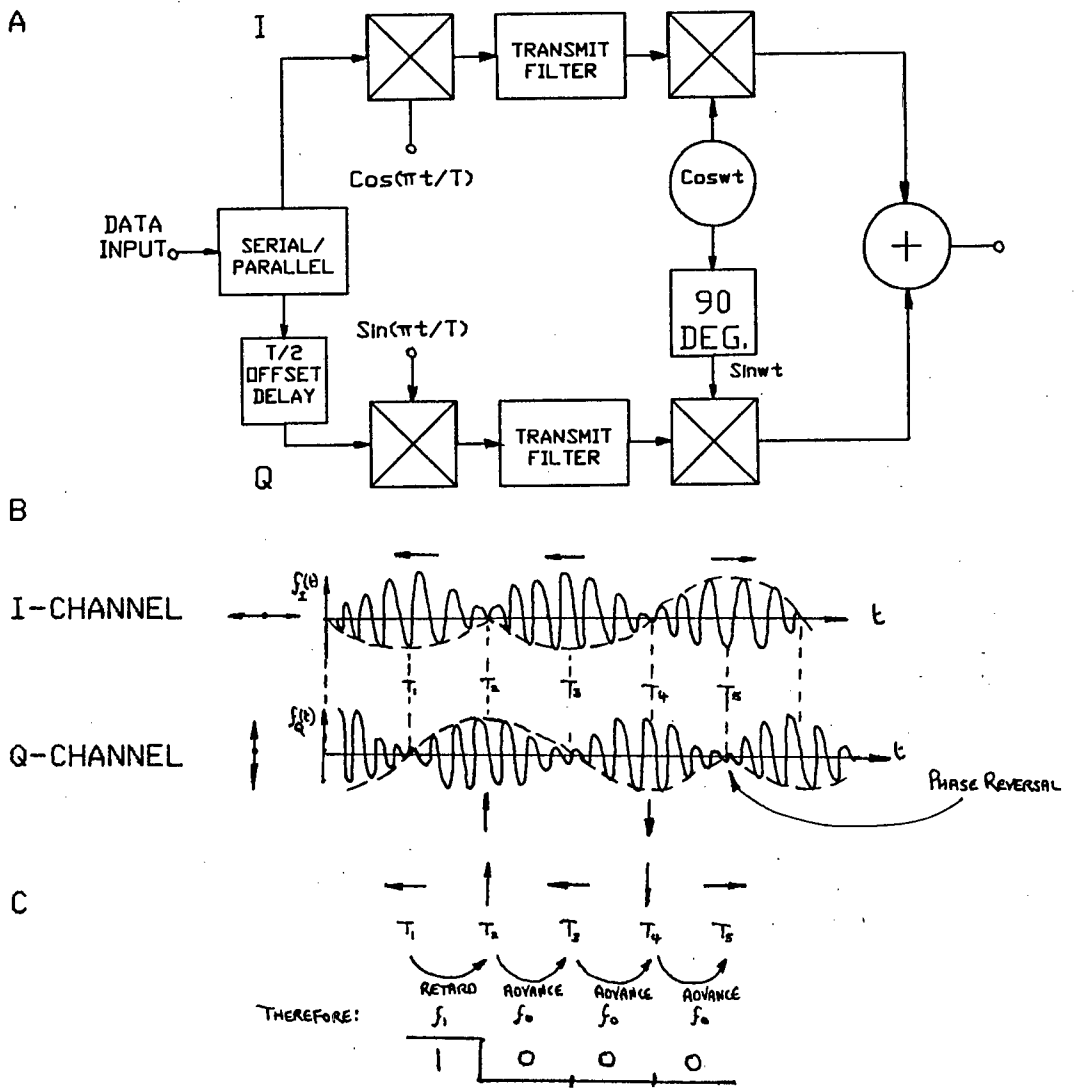 A
I
TRANSMIT
FILTER
Cos(πt/T)
Coswt
DATA
INPUT
SERIAL/
PARALLEL
+
90
DEG.
Sin(πt/T)
T/2
OFFSET
DELAY
Sinwt
TRANSMIT
FILTER
Q
B
I-CHANNEL
f_I(t)
t
T₁ T₂ T₃ T₄ T₅
Q-CHANNEL
f_Q(t)
t
PHASE REVERSAL
C
T₁ T₂ T₃ T₄ T₅
RETARD ADVANCE ADVANCE ADVANCE
THEREFORE: f₁ f₀ f₀ f₀
1 0 0 0